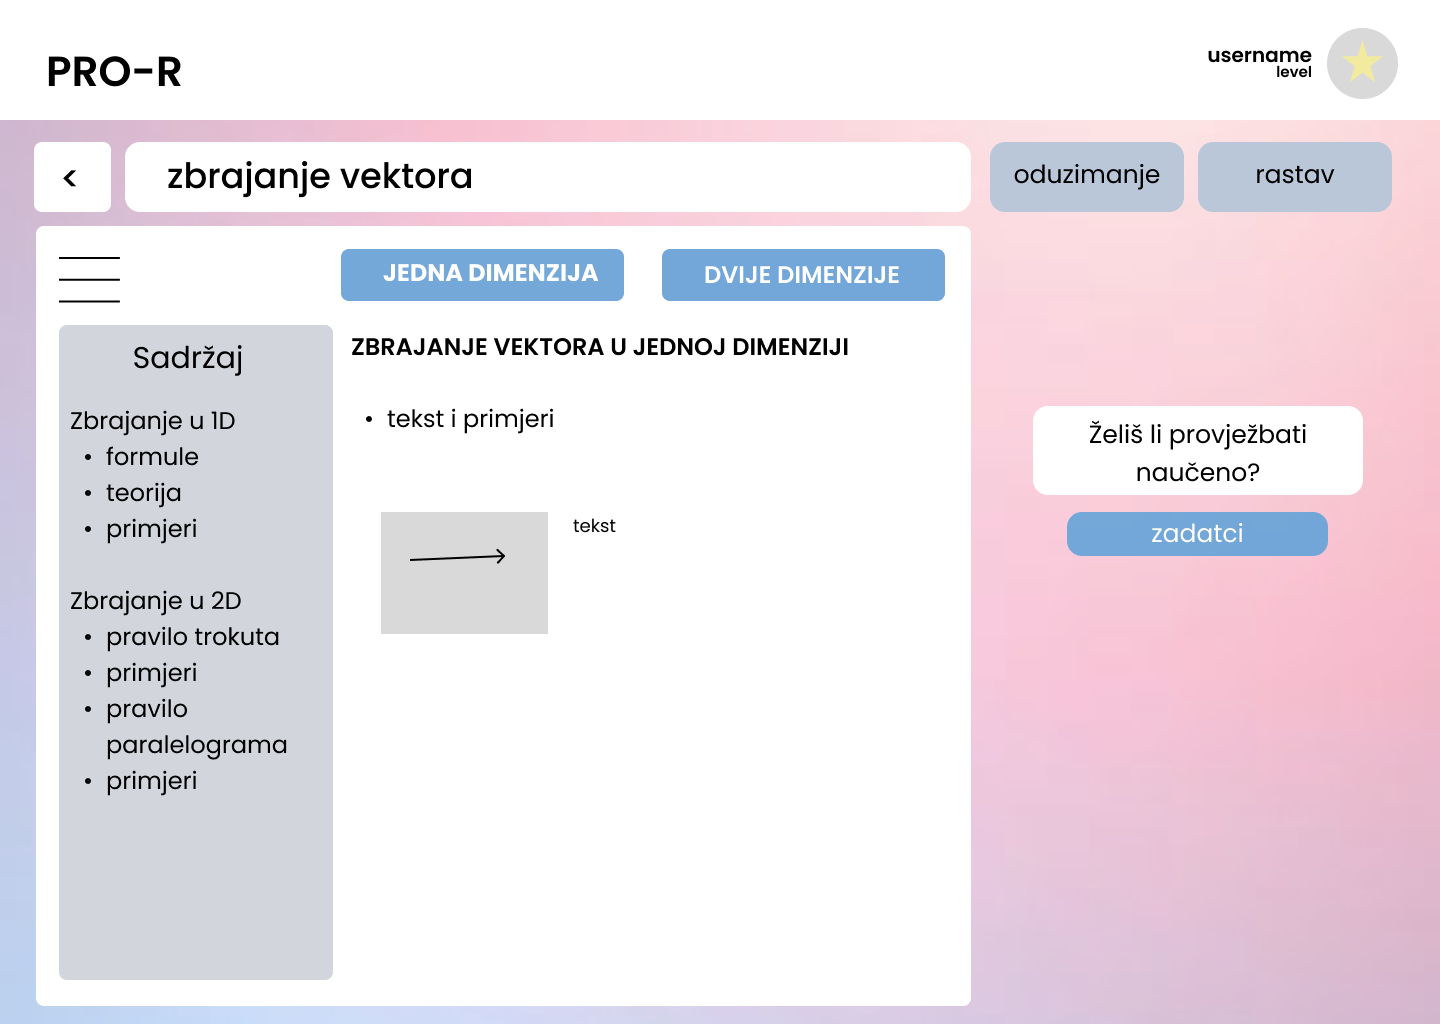 PRO-R
username
level
<
zbrajanje vektora
oduzimanje
rastav
JEDNA DIMENZIJA
DVIJE DIMENZIJE
Sadržaj
Zbrajanje u 1D
• formule
• teorija
• primjeri
Zbrajanje u 2D
• pravilo trokuta
• primjeri
• pravilo
paralelograma
• primjeri
ZBRAJANJE VEKTORA U JEDNOJ DIMENZIJI
• tekst i primjeri
tekst
Želiš li provježbati
naučeno?
zadatci